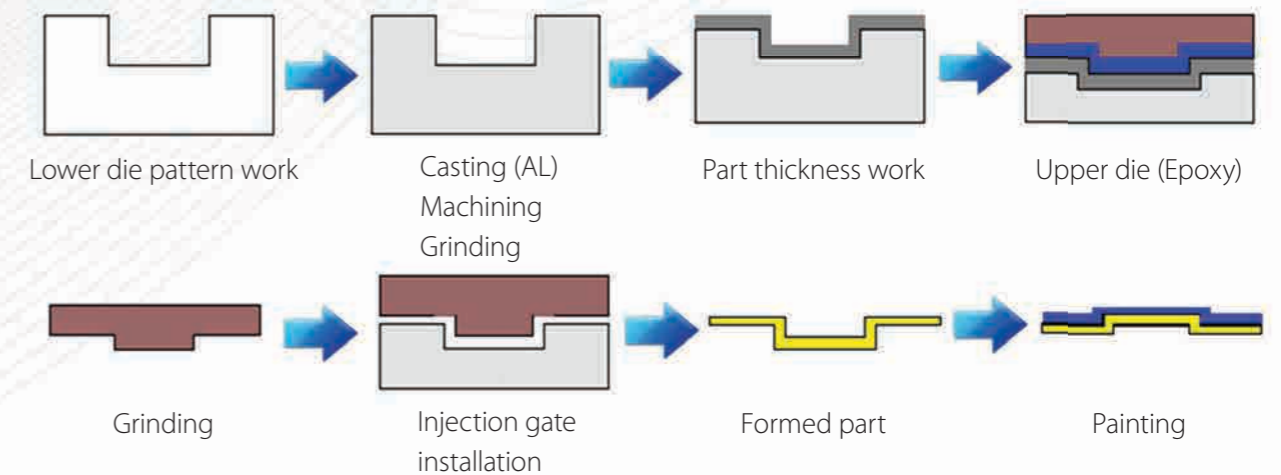 Lower die pattern work
Casting (AL)
Machining
Grinding
Part thickness work
Upper die (Epoxy)
Grinding
Injection gate
installation
Formed part
Painting